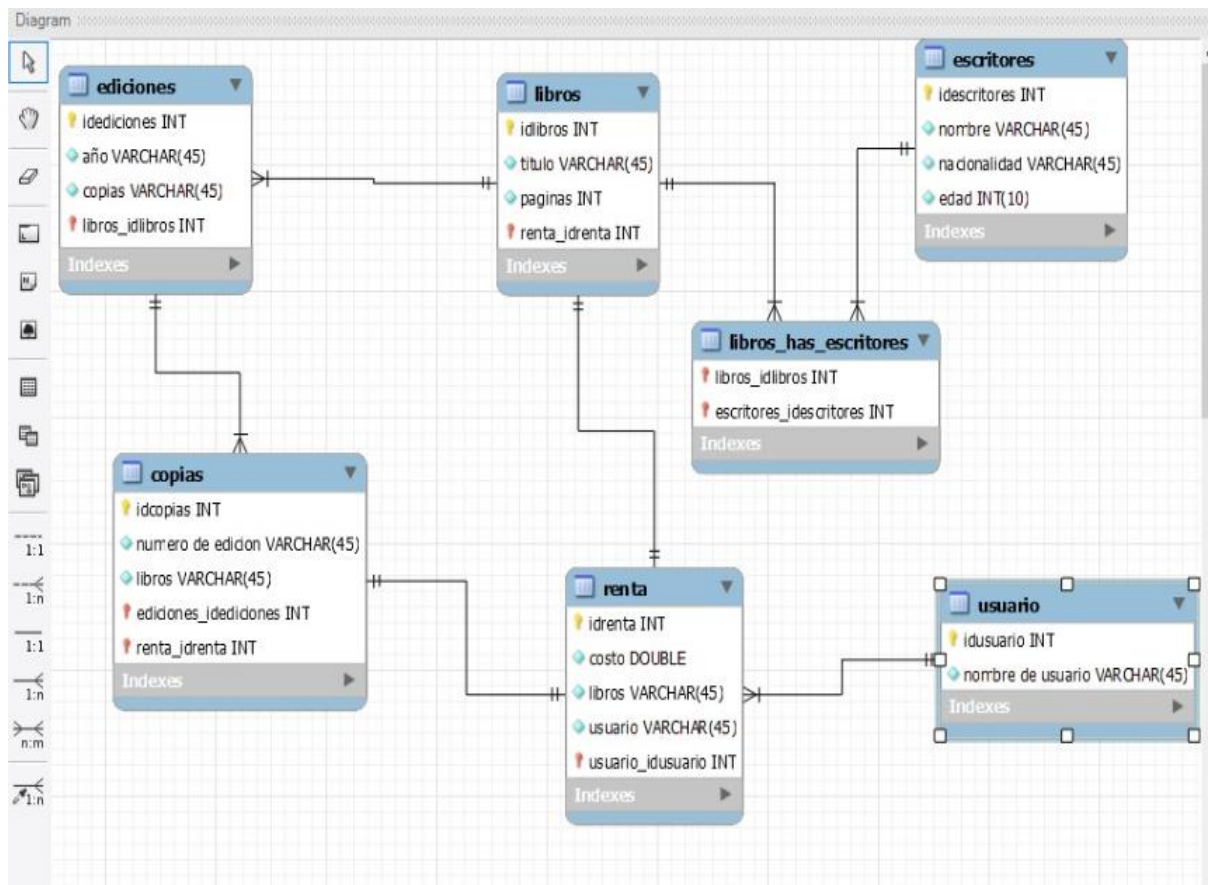 Diagram
ediciones
idediciones INT
año VARCHAR(45)
copias VARCHAR(45)
libros_idlibros INT
Indexes
libros
idlibros INT
titulo VARCHAR(45)
paginas INT
renta_idrenta INT
Indexes
escritores
idescritores INT
nombre VARCHAR(45)
nacionalidad VARCHAR(45)
edad INT(10)
Indexes
libros_has_escritores
libros_idlibros INT
escritores_idescritores INT
Indexes
copias
idcopias INT
numero de edicion VARCHAR(45)
libros VARCHAR(45)
ediciones_idediciones INT
renta_idrenta INT
Indexes
renta
idrenta INT
costo DOUBLE
libros VARCHAR(45)
usuario VARCHAR(45)
usuario_idusuario INT
Indexes
usuario
idusuario INT
nombre de usuario VARCHAR(45)
Indexes
1:1
1:n
1:1
1:n
n:m
1:n